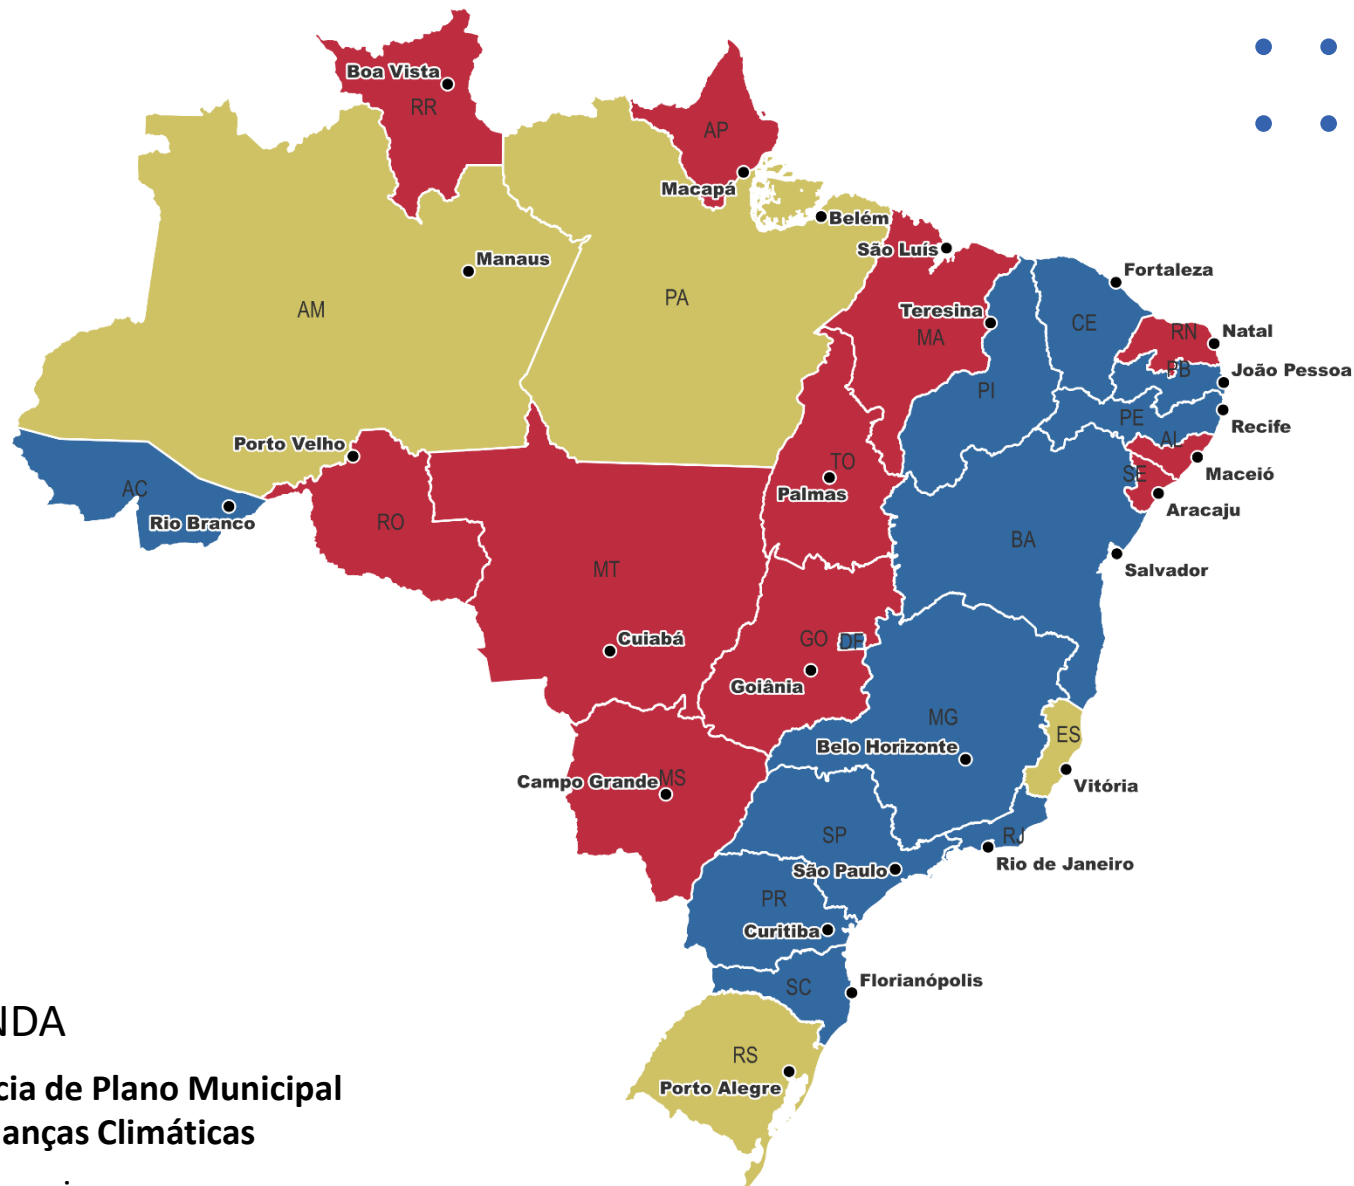 Boa Vista
RR
AP
Macapá
Belém
São Luís
Manaus
Fortaleza
AM
PA
Teresina
MA
CE
RN
Natal
PB
João Pessoa
PI
PE
Recife
Porto Velho
AL
Maceió
TO
SE
Palmas
Aracaju
AC
Rio Branco
RO
BA
Salvador
MT
Cuiabá
GO
DF
Goiânia
MG
ES
Belo Horizonte
Campo Grande
MS
Vitória
SP
RJ
São Paulo
Rio de Janeiro
PR
Curitiba
SC
Florianópolis
NDA
RS
Porto Alegre
cia de Plano Municipal
anças Climáticas